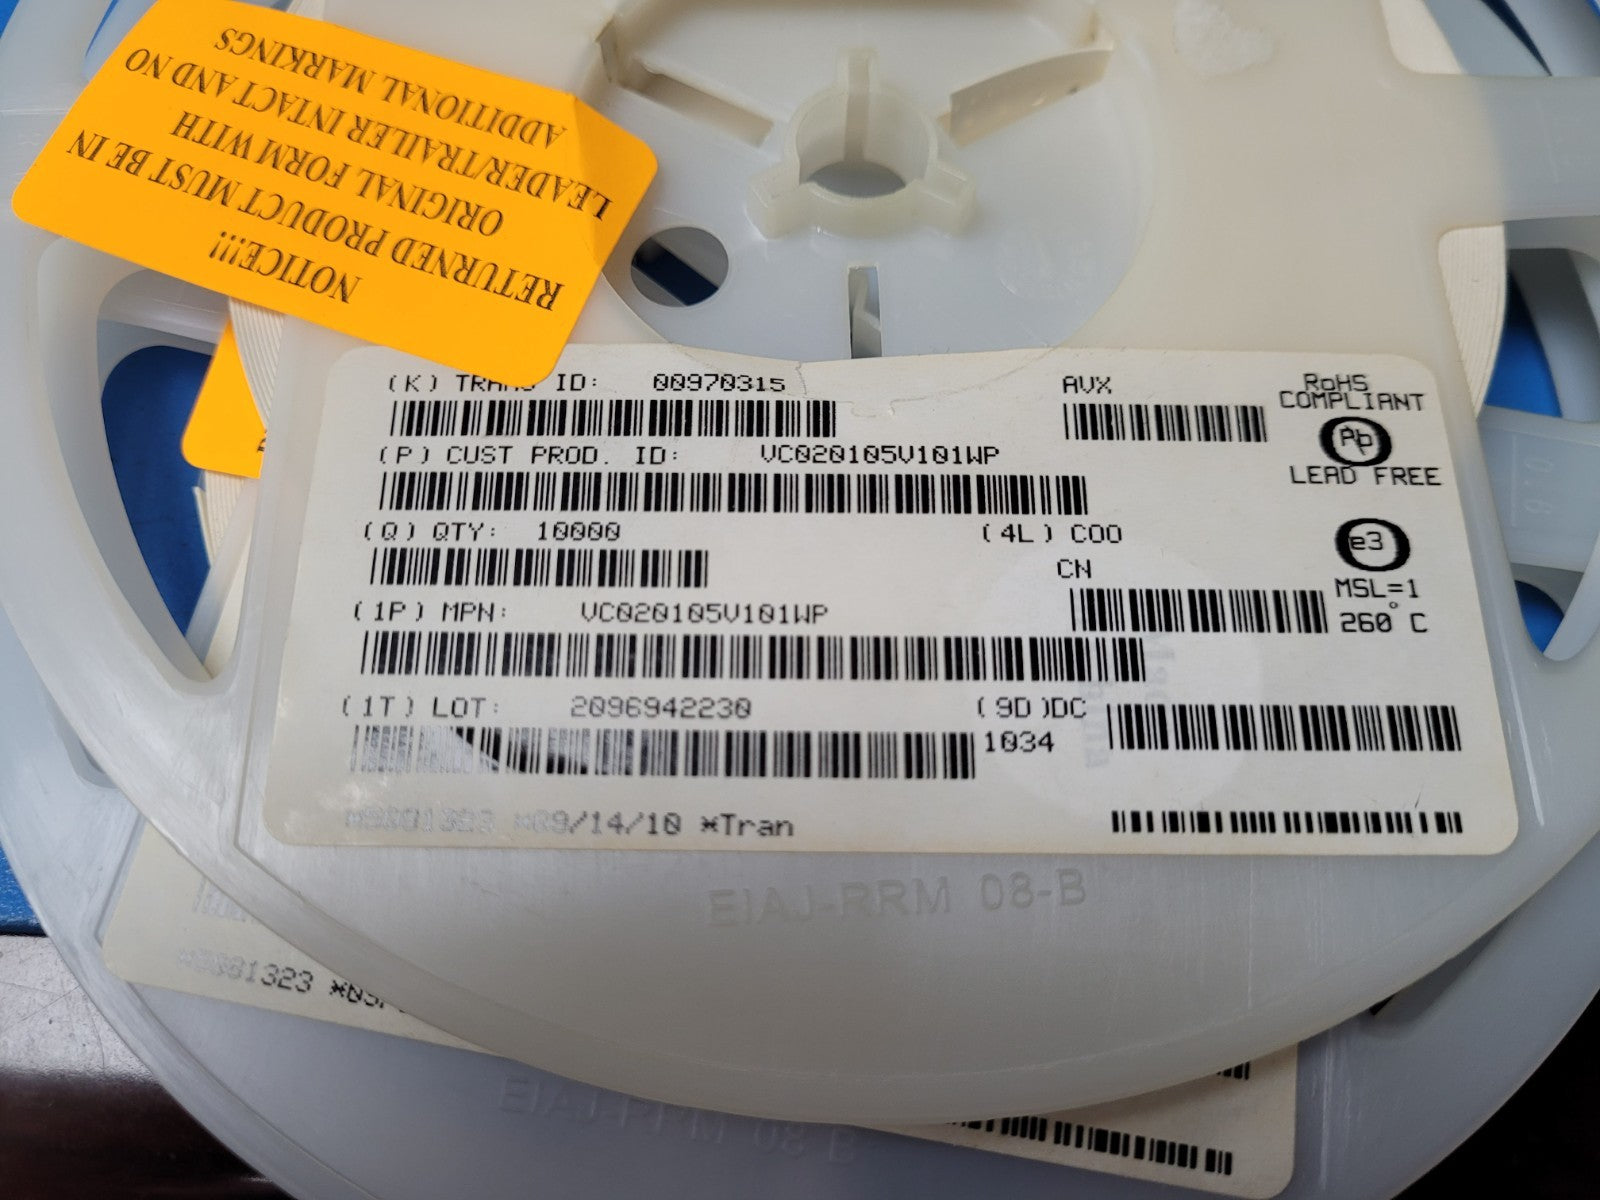 NOTICE!!!
RETURNED PRODUCT MUST BE IN
ORIGINAL FORM WITH
LEADER/TRAILER INTACT AND NO
ADDITIONAL MARKINGS
(K) TRANS ID: 00970315
AVX
RoHS
COMPLIANT
Pb
LEAD FREE
(P) CUST PROD. ID: VC020105V101WP
(Q) QTY: 10000
(4L) COO
CN
e3
MSL=1
260°C
(1P) MPN: VC020105V101WP
(1T) LOT: 2096942230
(9D)DC
1034
*09/14/10 *Tran
EIAJ-RRM 08-B
EIAJ-RRM 08-B